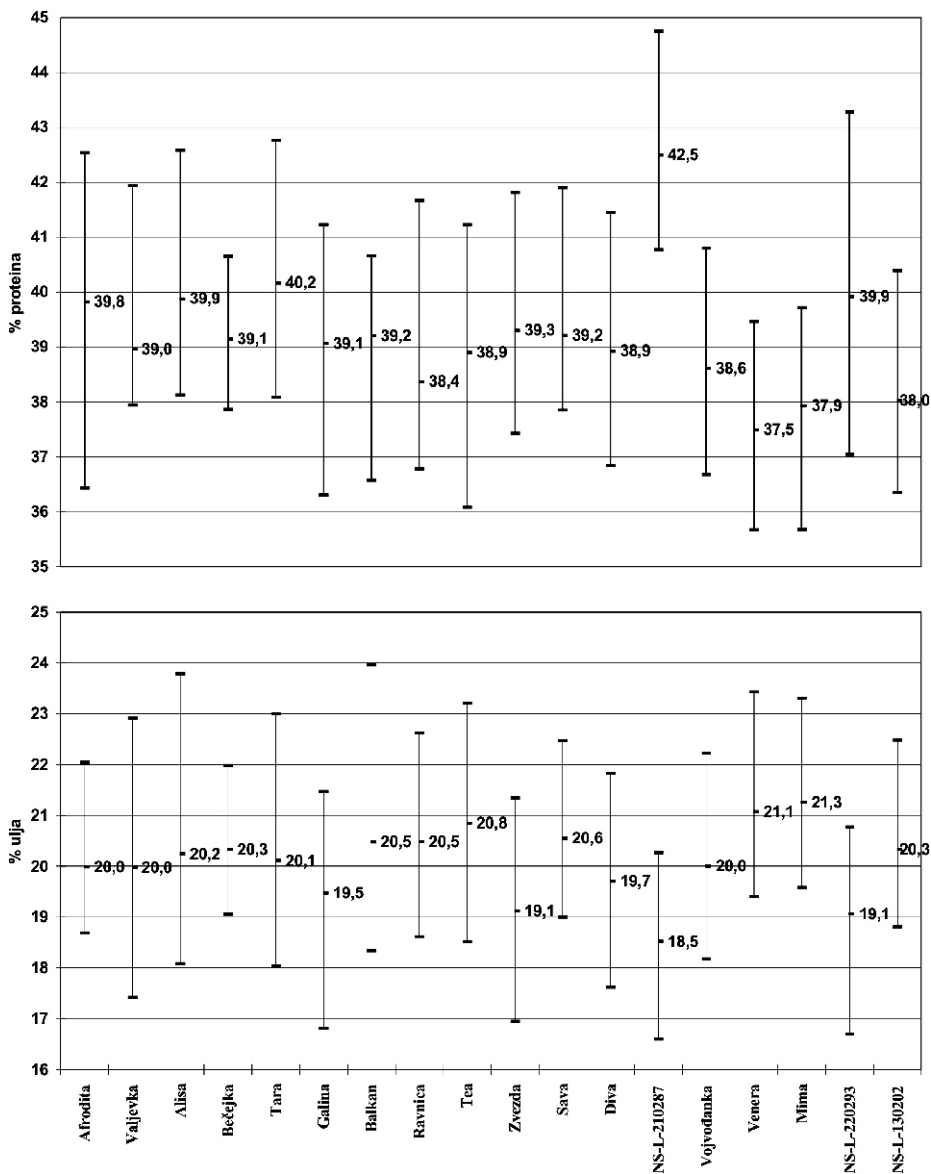 45
44
43
42
41
40
39
38
37
36
35
% proteina
39,8
39,0
39,9
39,1
40,2
39,1
39,2
38,4
38,9
39,3
39,2
38,9
42,5
38,6
37,5
37,9
39,9
38,0
25
24
23
22
21
20
19
18
17
16
% ulja
20,0
20,0
20,2
20,3
20,1
19,5
20,5
20,5
20,8
19,1
20,6
19,7
18,5
20,0
21,1
21,3
19,1
20,3
Afrodita
Valjevka
Alisa
Bečejka
Tara
Galina
Balkan
Ravnica
Tea
Zvezda
Sava
Diva
NS-L-210287
Vojvođanka
Venera
Mima
NS-L-220293
NS-L-130202